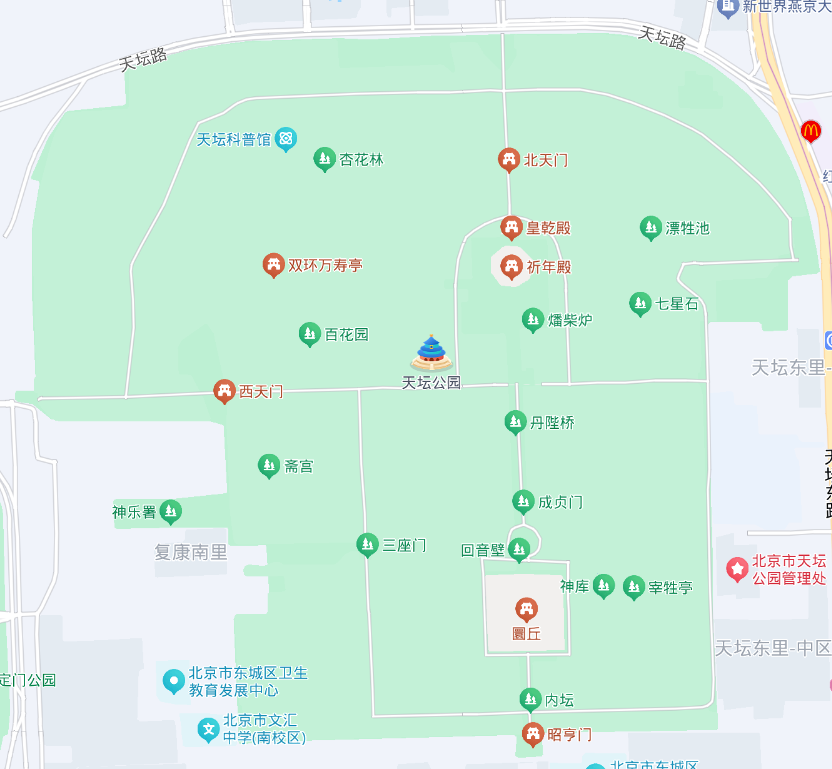 新世界燕京大
天坛路
天坛路
天坛科普馆
杏花林
北天门
红
皇乾殿
漂牲池
双环万寿亭
祈年殿
七星石
燔柴炉
百花园
天坛东里-
天坛公园
西天门
丹陛桥
斋宫
天坛东路
成贞门
神乐署
三座门
回音壁
复康南里
北京市天坛
公园管理处
神库
宰牲亭
圜丘
天坛东里-中区
定门公园
北京市东城区卫生
教育发展中心
内坛
北京市文汇
中学(南校区)
昭亨门
北京市东城区